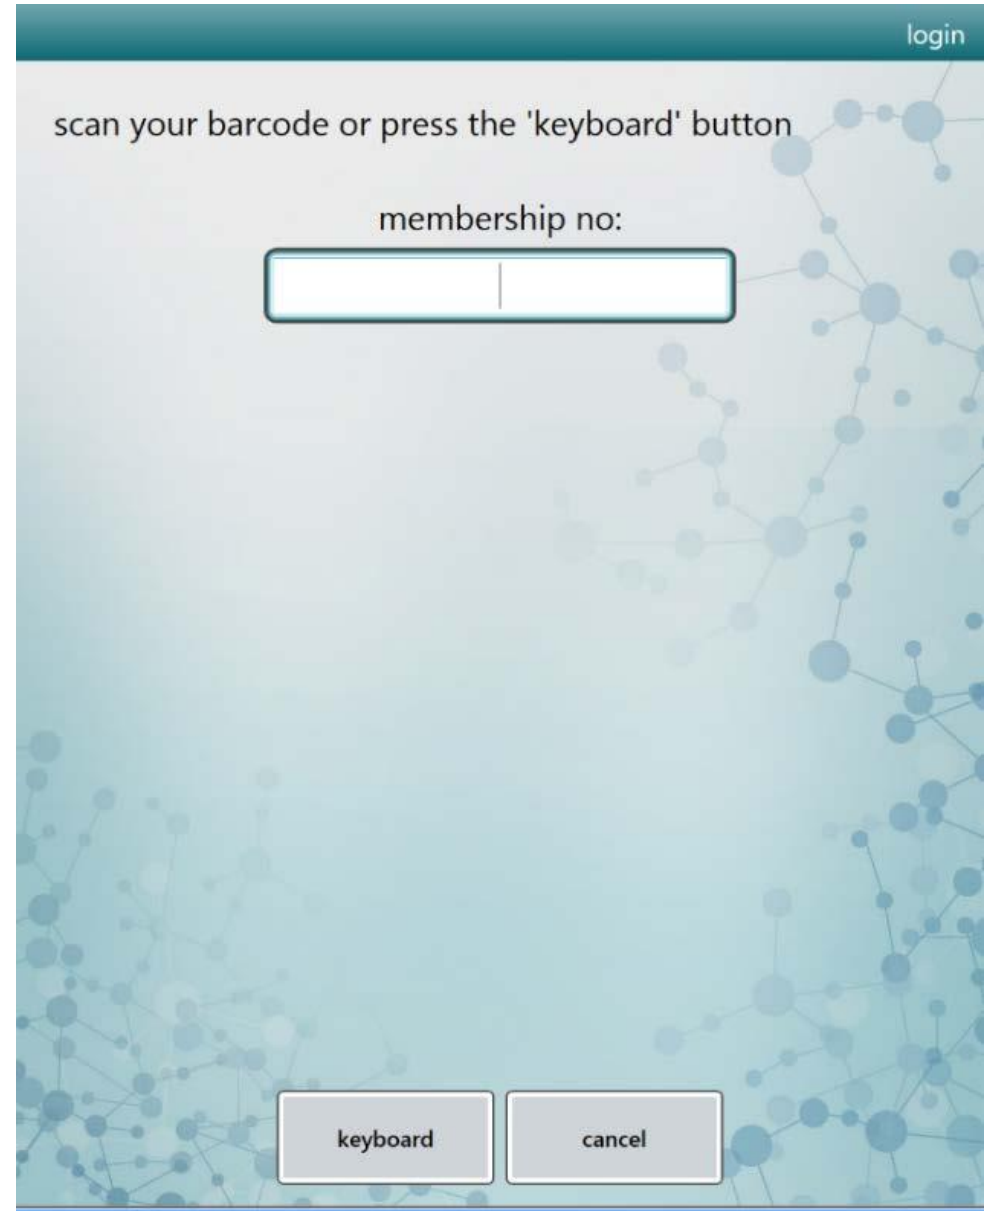 login
scan your barcode or press the 'keyboard' button
membership no:
keyboard
cancel